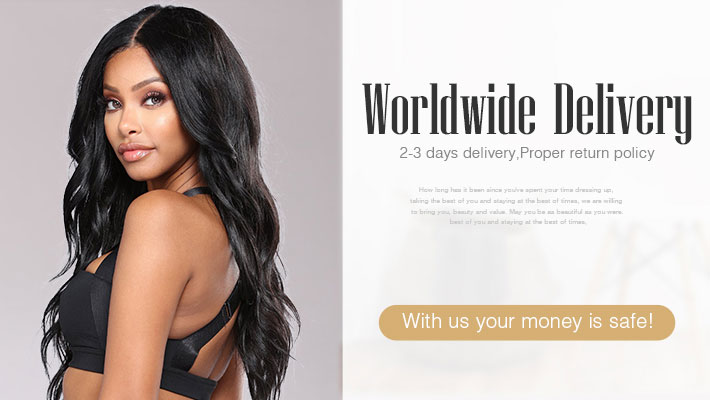 Worldwide Delivery
2-3 days delivery,Proper return policy
How long has it been since youve spent your time dressing up,
taking the best of you and staying at the best of times, we are willing
to bring you, beauty and value. May you be as beautiful as you were.
best of you and staying at the best of times,
With us your money is safe!